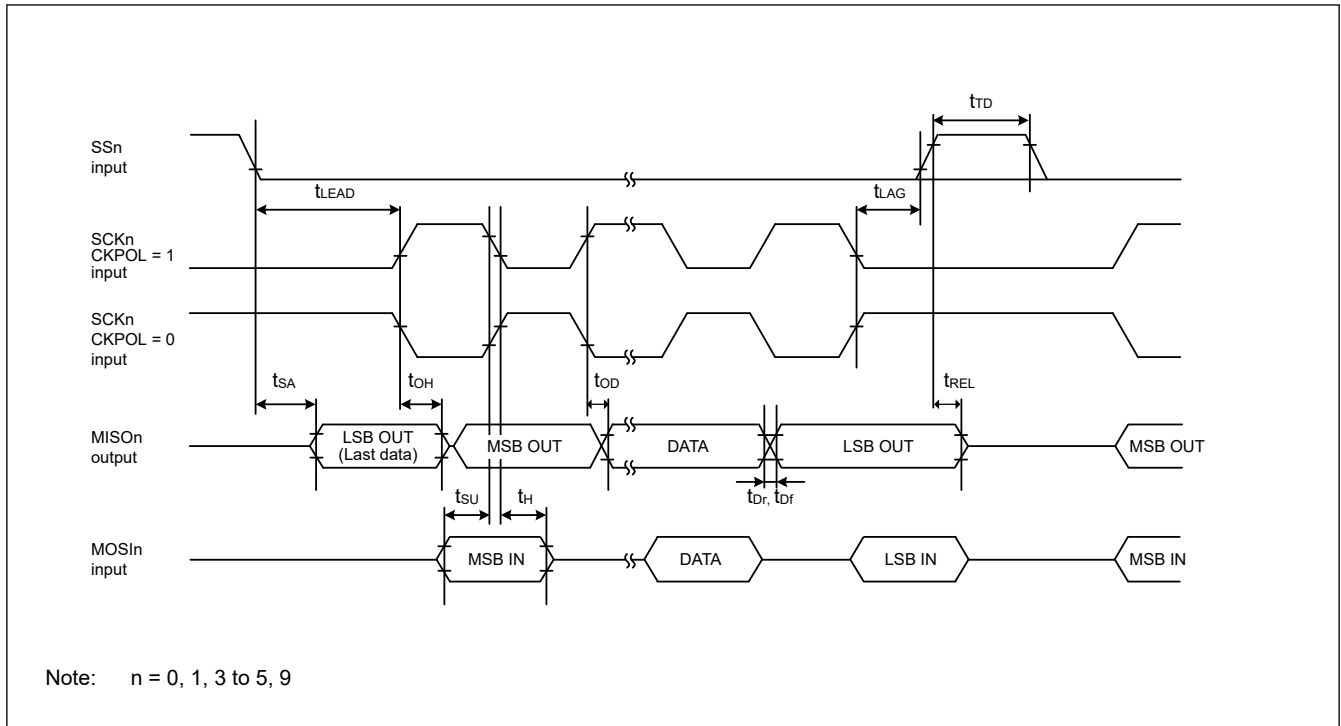 tTD
SSn
input
tLEAD
tLAG
SCKn
CKPOL = 1
input
SCKn
CKPOL = 0
input
tSA
tOH
tOD
tREL
MISOn
output
LSB OUT
(Last data)
MSB OUT
DATA
LSB OUT
MSB OUT
tSU
tH
tDr, tDf
MOSIn
input
MSB IN
DATA
LSB IN
MSB IN
Note: n = 0, 1, 3 to 5, 9